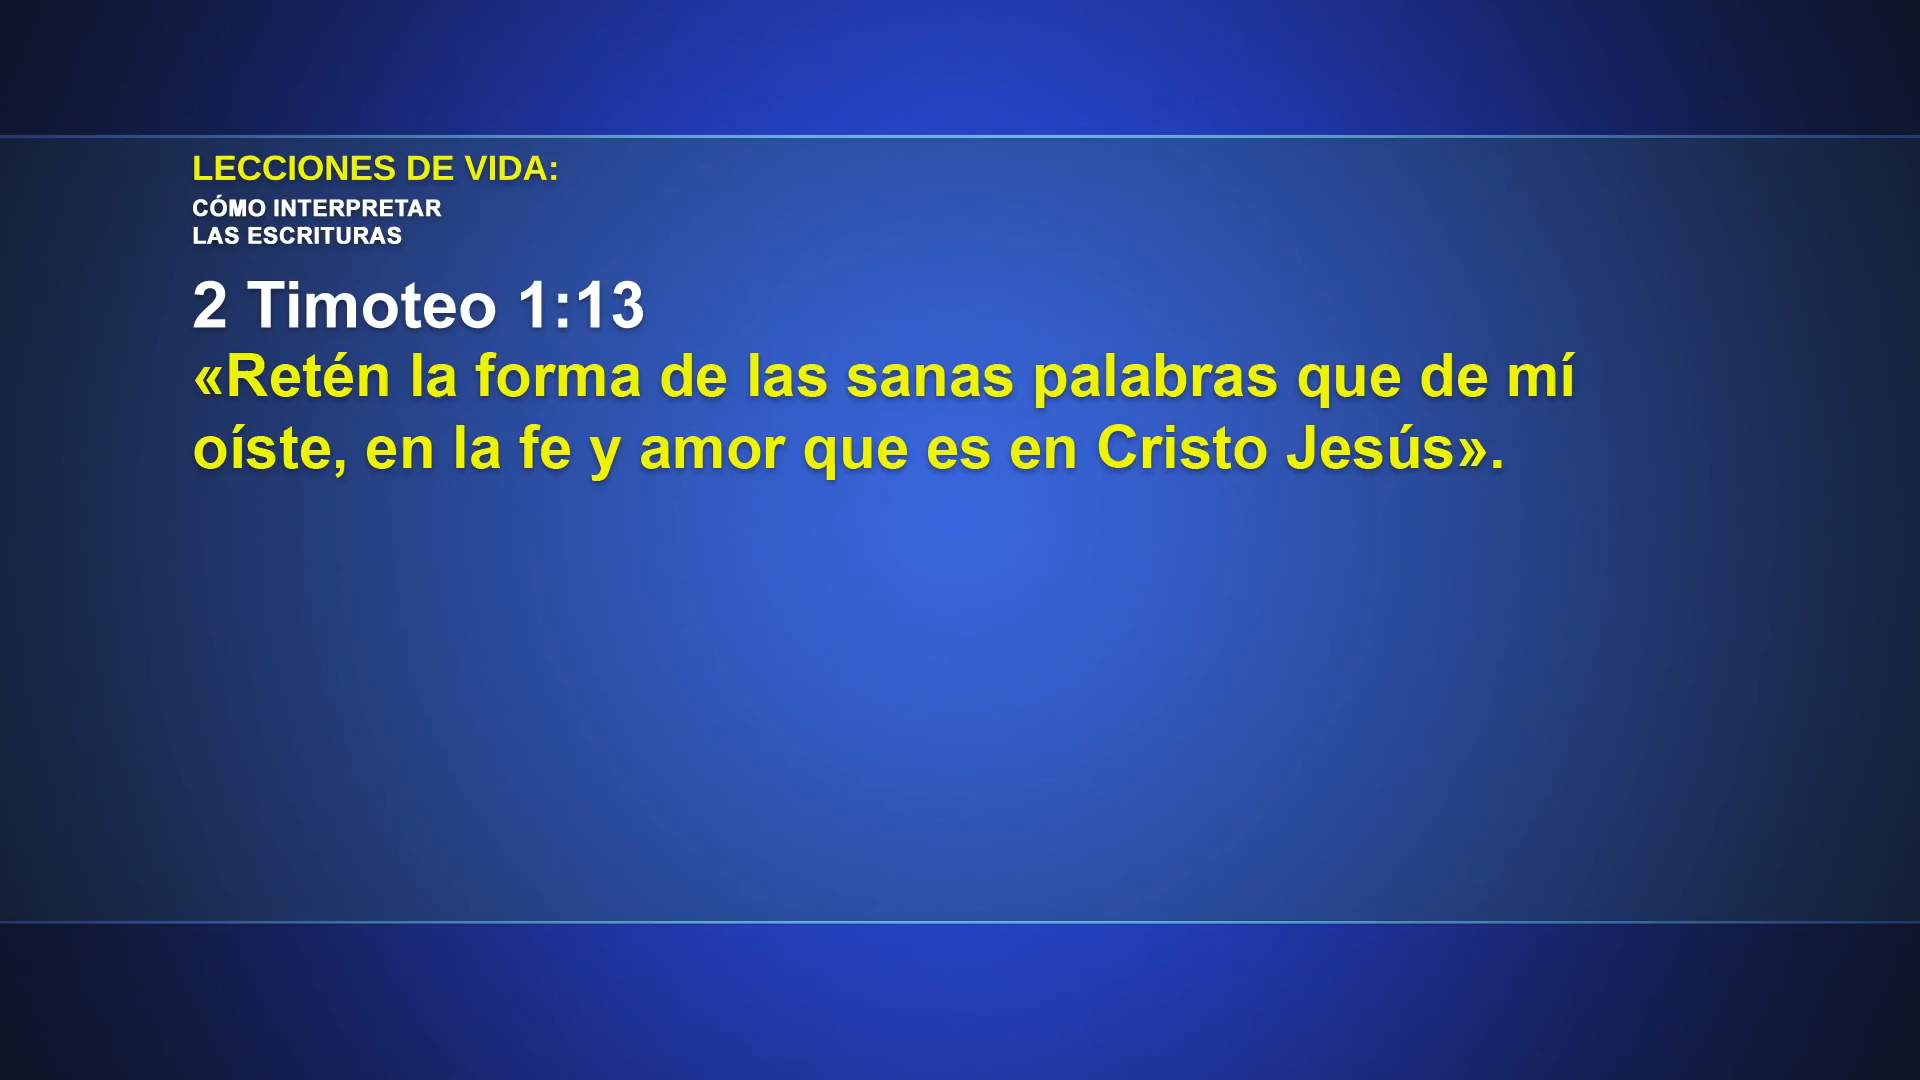 LECCIONES DE VIDA:
CÓMO INTERPRETAR
LAS ESCRITURAS
2 Timoteo 1:13
«Retén la forma de las sanas palabras que de mí
oíste, en la fe y amor que es en Cristo Jesús».